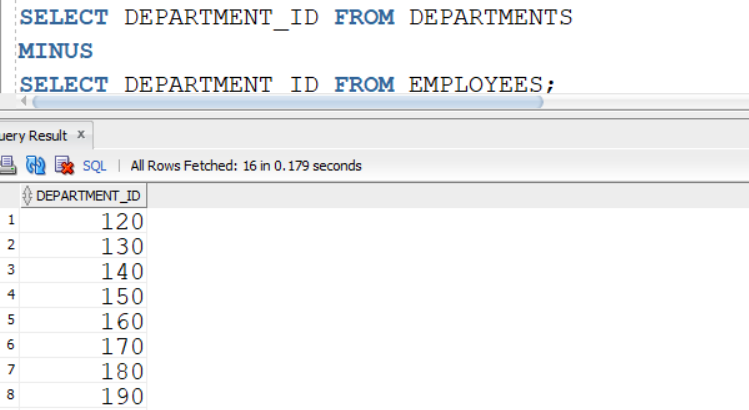 SELECT DEPARTMENT_ID FROM DEPARTMENTS
MINUS
SELECT DEPARTMENT_ID FROM EMPLOYEES;
uery Result x
SQL | All Rows Fetched: 16 in 0.179 seconds
DEPARTMENT_ID
1 120
2 130
3 140
4 150
5 160
6 170
7 180
8 190